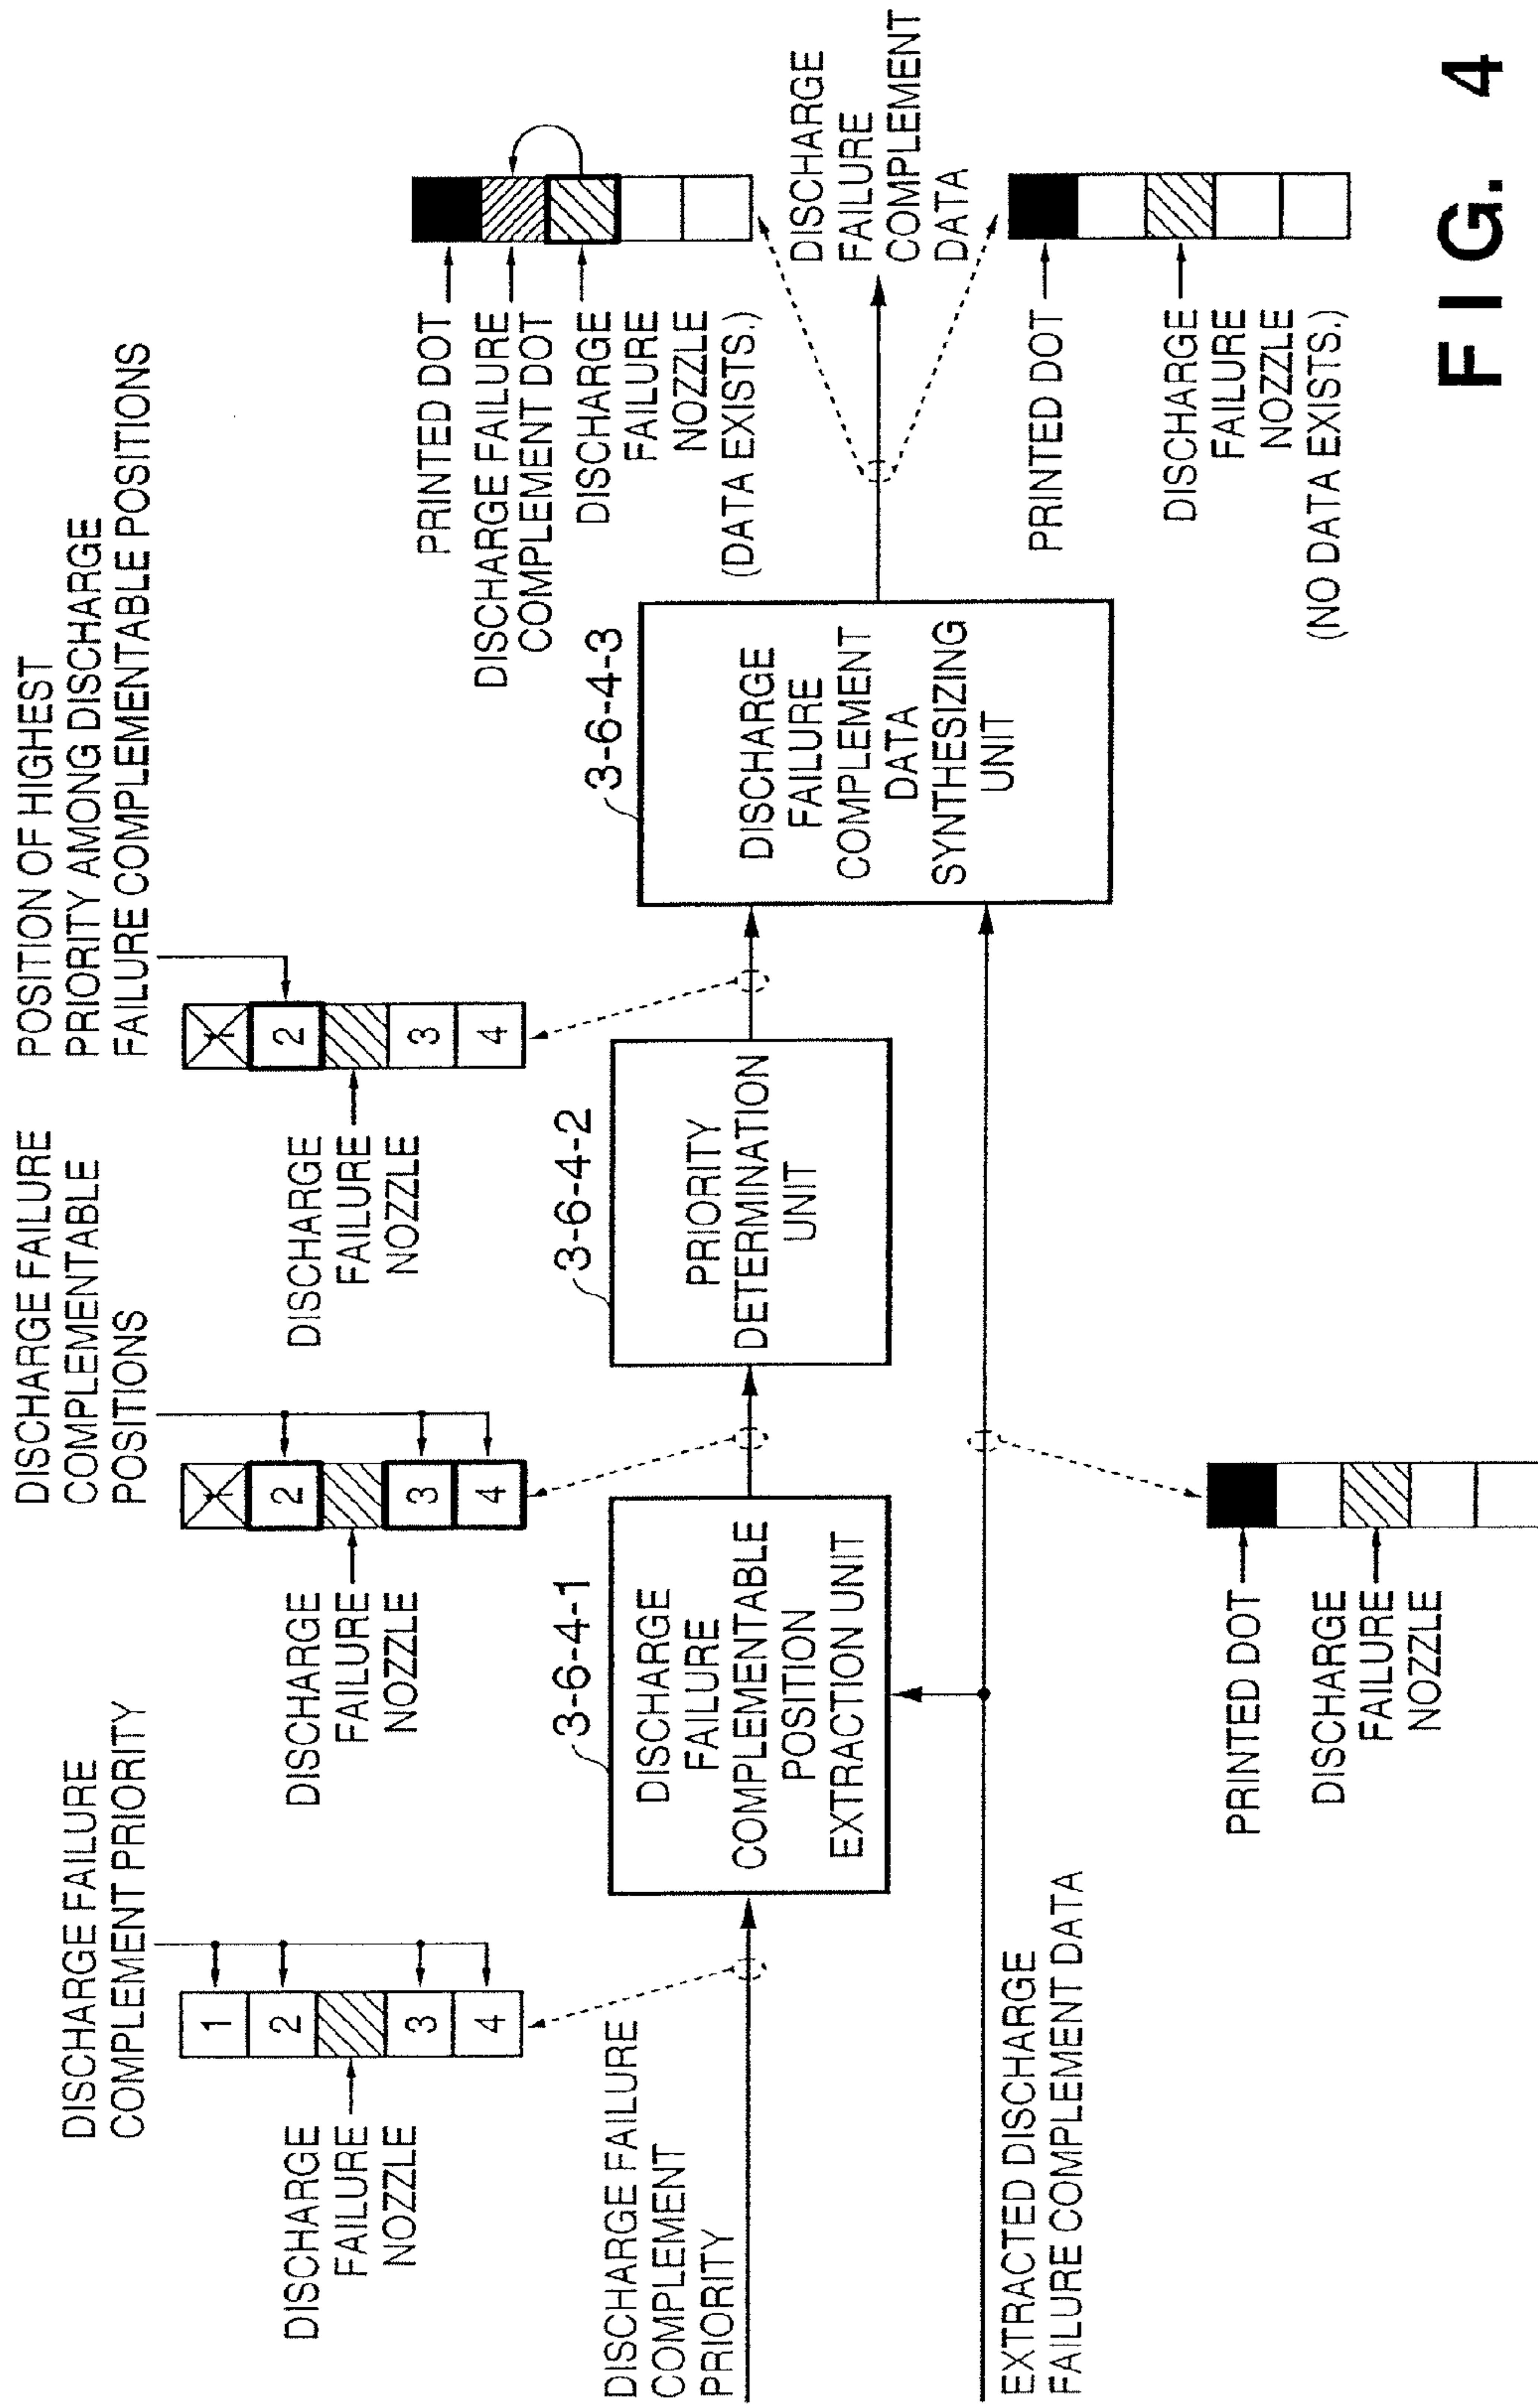 DISCHARGE FAILURE
COMPLEMENT PRIORITY
1
2
3
4
DISCHARGE
FAILURE
NOZZLE
DISCHARGE FAILURE
COMPLEMENTABLE
POSITIONS
1
2
3
4
DISCHARGE
FAILURE
NOZZLE
POSITION OF HIGHEST
PRIORITY AMONG DISCHARGE
FAILURE COMPLEMENTABLE POSITIONS
1
2
3
4
DISCHARGE
FAILURE
NOZZLE
DISCHARGE FAILURE
COMPLEMENT
PRIORITY
3-6-4-1
DISCHARGE
FAILURE
COMPLEMENTABLE
POSITION
EXTRACTION UNIT
3-6-4-2
PRIORITY
DETERMINATION
UNIT
3-6-4-3
DISCHARGE
FAILURE
COMPLEMENT
DATA
SYNTHESIZING
UNIT
PRINTED DOT
DISCHARGE FAILURE
COMPLEMENT DOT
DISCHARGE
FAILURE
NOZZLE
(DATA EXISTS.)
DISCHARGE
FAILURE
COMPLEMENT
DATA
PRINTED DOT
DISCHARGE
FAILURE
NOZZLE
(NO DATA EXISTS.)
EXTRACTED DISCHARGE
FAILURE COMPLEMENT DATA
PRINTED DOT
DISCHARGE
FAILURE
NOZZLE
FIG. 4